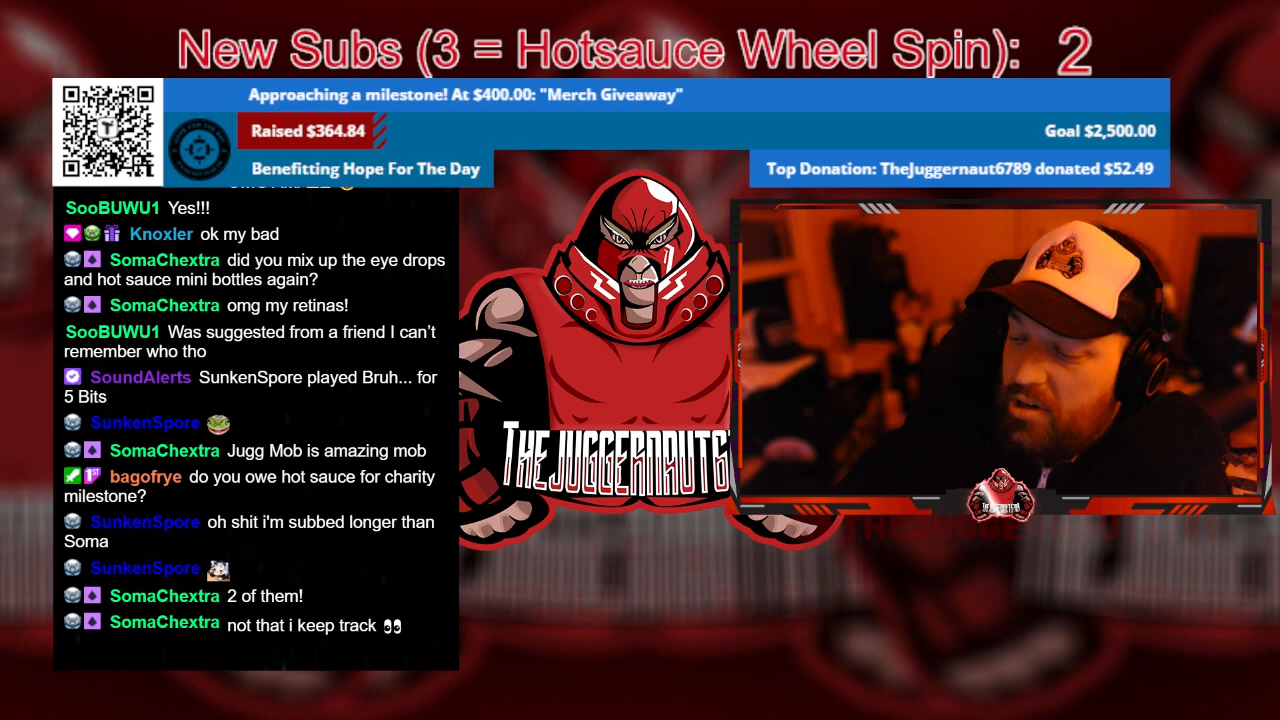 New Subs (3 = Hotsauce Wheel Spin): 2
Approaching a milestone! At $400.00: "Merch Giveaway"
Raised $364.84
Goal $2,500.00
Benefitting Hope For The Day
Top Donation: TheJuggernaut6789 donated $52.49
SooBUWU1 Yes!!!
Knoxler ok my bad
SomaChextra did you mix up the eye drops
and hot sauce mini bottles again?
SomaChextra omg my retinas!
SooBUWU1 Was suggested from a friend I can't
remember who tho
SoundAlerts SunkenSpore played Bruh... for
5 Bits
SunkenSpore
SomaChextra Jugg Mob is amazing mob
bagofrye do you owe hot sauce for charity
milestone?
SunkenSpore oh shit i'm subbed longer than
Soma
SunkenSpore
SomaChextra 2 of them!
SomaChextra not that i keep track 👀
THEJUGGERNAUT6